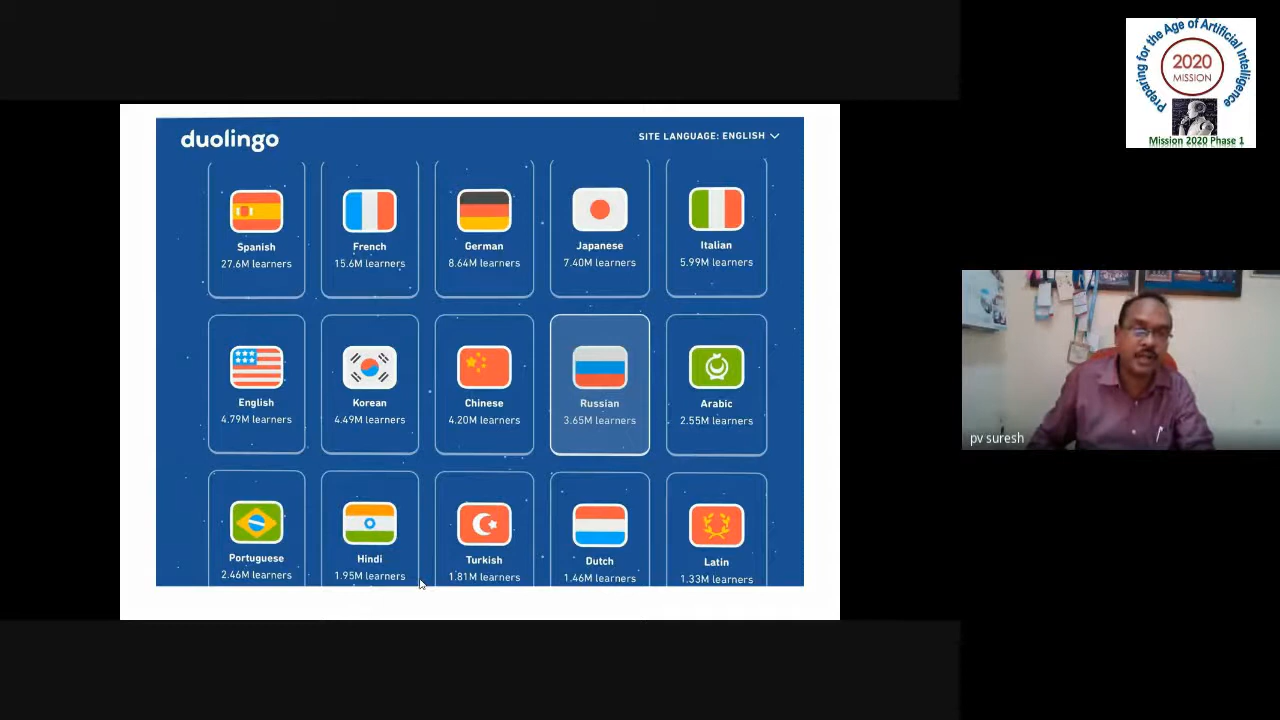 duolingo
SITE LANGUAGE: ENGLISH
Spanish
27.6M learners
French
15.6M learners
German
8.64M learners
Japanese
7.40M learners
Italian
5.99M learners
English
4.79M learners
Korean
4.49M learners
Chinese
4.20M learners
Russian
3.65M learners
Arabic
2.55M learners
Portuguese
2.46M learners
Hindi
1.95M learners
Turkish
1.81M learners
Dutch
1.46M learners
Latin
1.33M learners
Preparing for the Age of Artificial Intelligence
2020
MISSION
Mission 2020 Phase 1
pv suresh